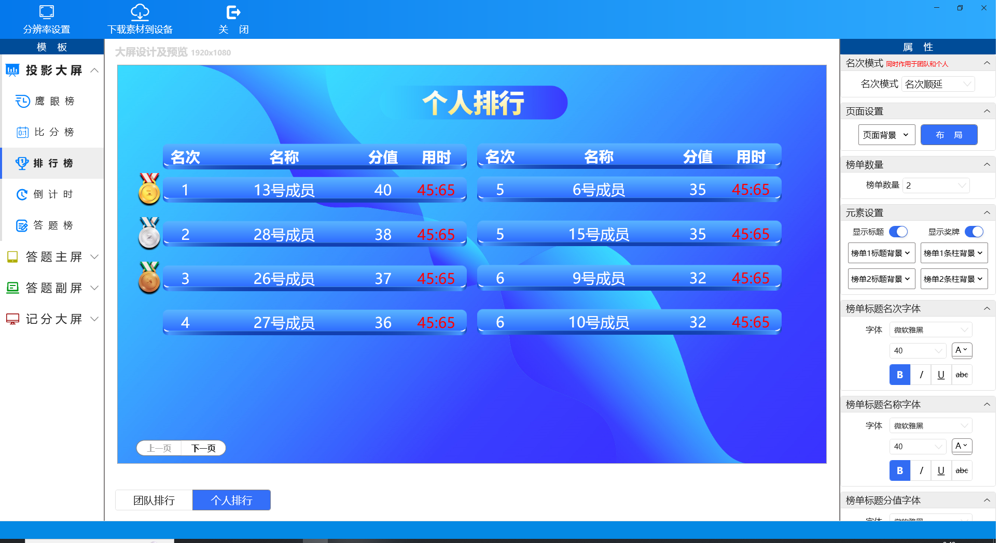 分辨率设置
下载素材到设备
关 闭
模 板
投影大屏
鹰眼榜
0:1 比分榜
排行榜
倒计时
答题榜
答题主屏
答题副屏
记分大屏
大屏设计及预览 1920x1080
个人排行
名次 名称 分值 用时
1 13号成员 40 45:65
2 28号成员 38 45:65
3 26号成员 37 45:65
4 27号成员 36 45:65
名次 名称 分值 用时
5 6号成员 35 45:65
5 15号成员 35 45:65
6 9号成员 32 45:65
6 10号成员 32 45:65
上一页 下一页
团队排行 个人排行
属 性
名次模式 同时作用于团队和个人
名次模式 名次顺延
页面设置
页面背景 布 局
榜单数量
榜单数量 2
元素设置
显示标题 显示奖牌
榜单1标题背景 榜单1条柱背景
榜单2标题背景 榜单2条柱背景
榜单标题名次字体
字体 微软雅黑
40 A
B I U abc
榜单标题名称字体
字体 微软雅黑
40 A
B I U abc
榜单标题分值字体
字体 微软雅黑